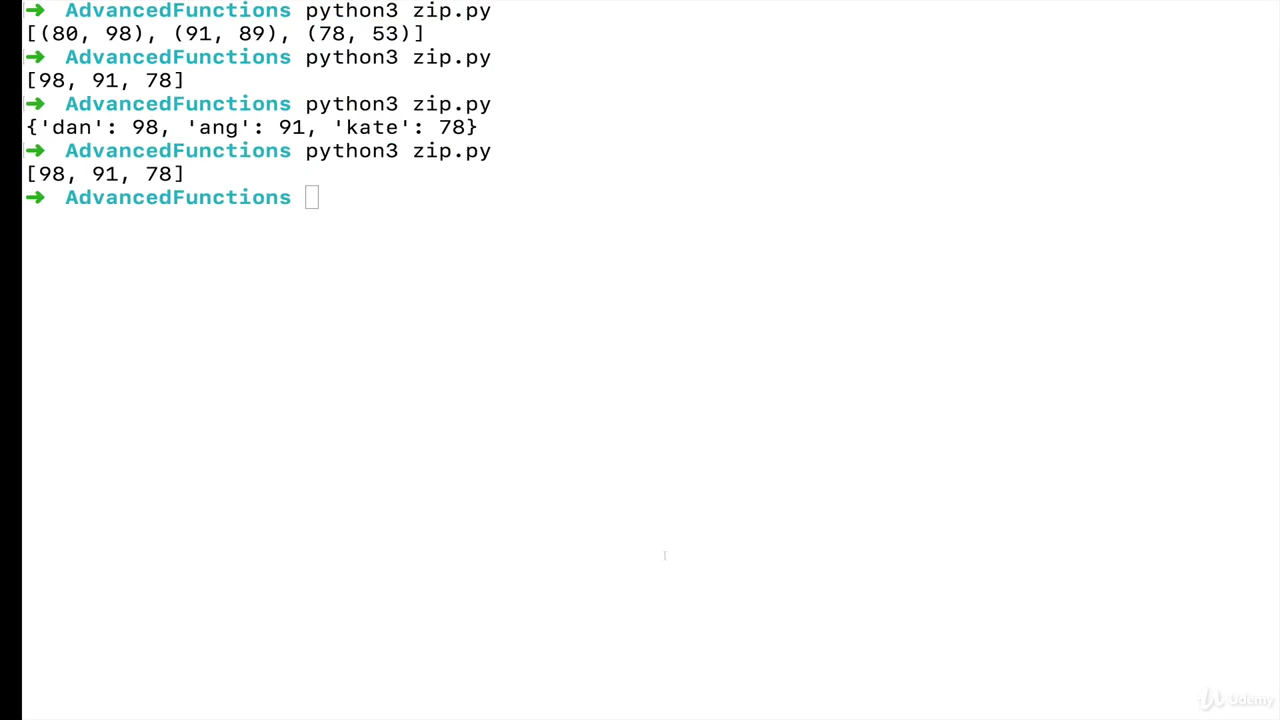 ➜ AdvancedFunctions python3 zip.py
[(80, 98), (91, 89), (78, 53)]
➜ AdvancedFunctions python3 zip.py
[98, 91, 78]
➜ AdvancedFunctions python3 zip.py
{'dan': 98, 'ang': 91, 'kate': 78}
➜ AdvancedFunctions python3 zip.py
[98, 91, 78]
➜ AdvancedFunctions
Udemy